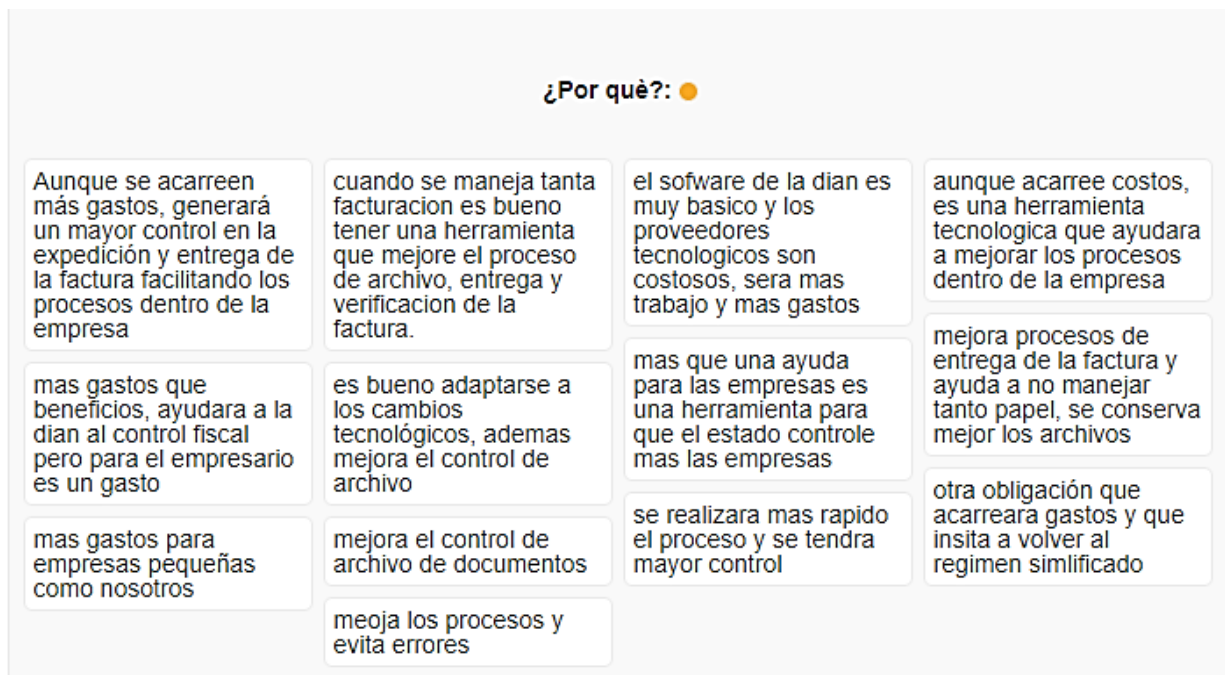 ¿Por què?:
Aunque se acarreen
más gastos, generará
un mayor control en la
expedición y entrega de
la factura facilitando los
procesos dentro de la
empresa
mas gastos que
beneficios, ayudara a la
dian al control fiscal
pero para el empresario
es un gasto
mas gastos para
empresas pequeñas
como nosotros
cuando se maneja tanta
facturacion es bueno
tener una herramienta
que mejore el proceso
de archivo, entrega y
verificacion de la
factura.
es bueno adaptarse a
los cambios
tecnológicos, ademas
mejora el control de
archivo
mejora el control de
archivo de documentos
meoja los procesos y
evita errores
el sofware de la dian es
muy basico y los
proveedores
tecnologicos son
costosos, sera mas
trabajo y mas gastos
mas que una ayuda
para las empresas es
una herramienta para
que el estado controle
mas las empresas
se realizara mas rapido
el proceso y se tendra
mayor control
aunque acarree costos,
es una herramienta
tecnologica que ayudara
a mejorar los procesos
dentro de la empresa
mejora procesos de
entrega de la factura y
ayuda a no manejar
tanto papel, se conserva
mejor los archivos
otra obligación que
acarreara gastos y que
insita a volver al
regimen simlificado